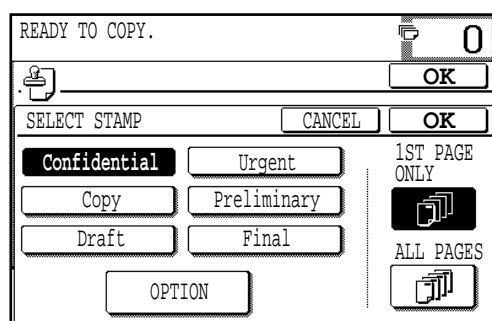 READY TO COPY.
0
OK
SELECT STAMP
CANCEL
OK
Confidential
Urgent
1ST PAGE
ONLY
Copy
Preliminary
Draft
Final
ALL PAGES
OPTION